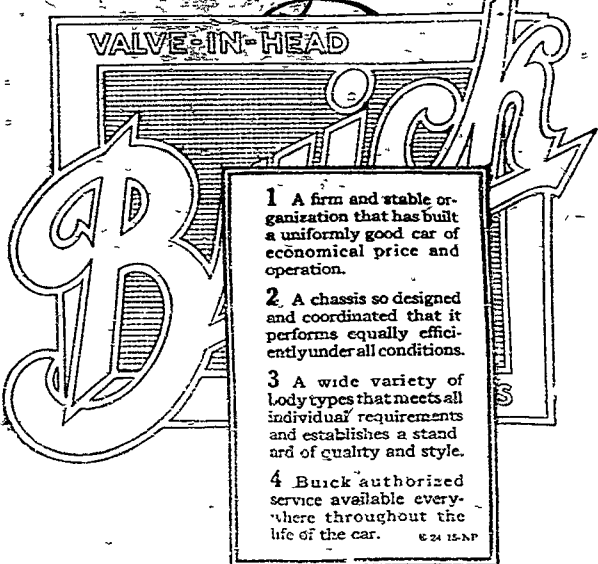 VALVE-IN-HEAD
Buick
1 A firm and stable or-
ganization that has built
a uniformly good car of
economical price and
operation.
2 A chassis so designed
and coordinated that it
performs equally effici-
ently under all conditions.
3 A wide variety of
body types that meets all
individual requirements
and establishes a stand
ard of quality and style.
4 Buick authorized
service available every-
where throughout the
life of the car.
E 24 15-NP